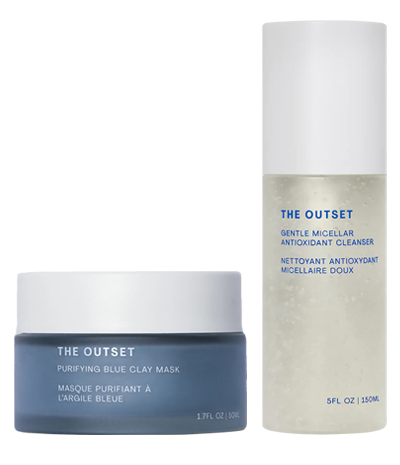 THE OUTSET
PURIFYING BLUE CLAY MASK
MASQUE PURIFIANT À
L'ARGILE BLEUE
1.7FL OZ | 50ML
THE OUTSET
GENTLE MICELLAR
ANTIOXIDANT CLEANSER
NETTOYANT ANTIOXYDANT
MICELLAIRE DOUX
5FL OZ | 150ML